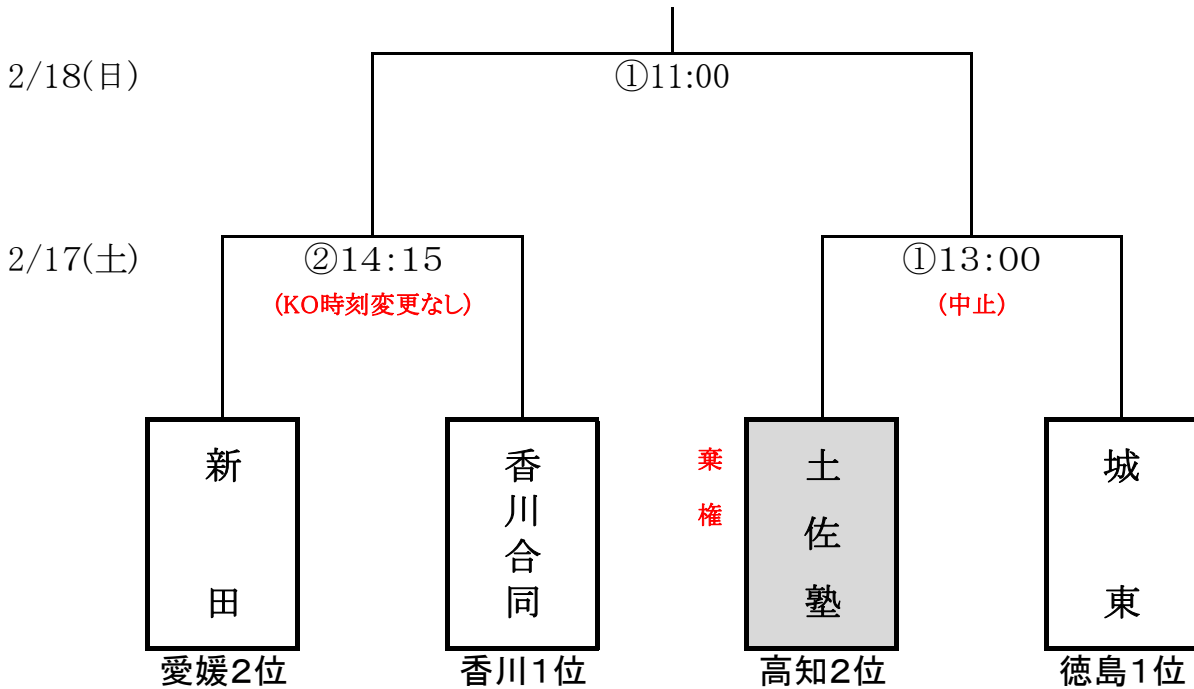 2/18(日)
①11:00
2/17(土)
②14:15
①13:00
(KO時刻変更なし)
(中止)
新田
香川合同
棄権
土佐塾
城東
愛媛2位
香川1位
高知2位
徳島1位